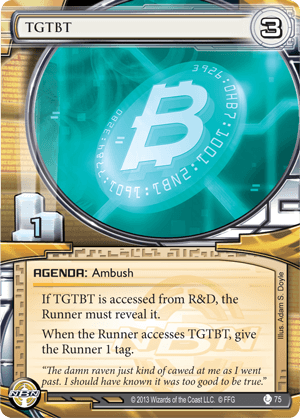 TGTBT
3
B
1
AGENDA: Ambush
If TGTBT is accessed from R&D, the
Runner must reveal it.
When the Runner accesses TGTBT, give
the Runner 1 tag.
"The damn raven just kind of cawed at me as I went
past. I should have known it was too good to be true."
Illus. Adam S. Doyle
NBN
© 2013 Wizards of the Coast LLC. © FFG
75